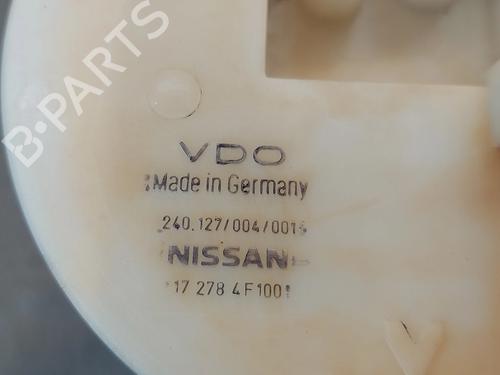 B-PARTS
VDO
Made in Germany
240.127/004/001
NISSAN
17 278 4F100